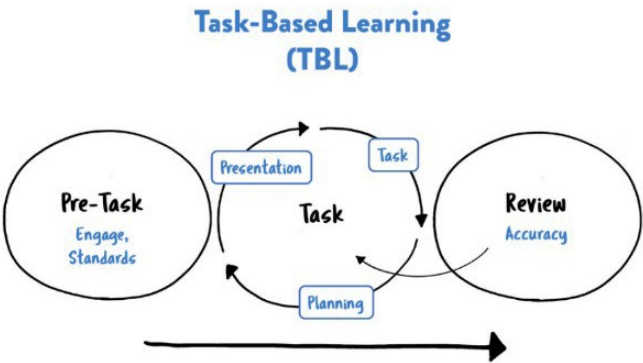 Task-Based Learning
(TBL)
Pre-Task
Engage,
Standards
Presentation
Task
Task
Planning
Review
Accuracy